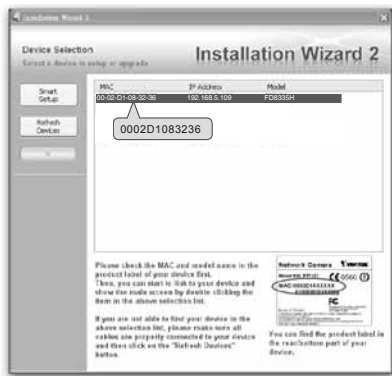 Installation Wizard 2
Device Selection
Select a device to setup or upgrade
Installation Wizard 2
Smart
Setup
Refresh
Devices
MAC IP Address Model
00-02-D1-08-32-36 192.168.5.109 FD8335H
0002D1083236
Please check the MAC and model name in the
product label of your device first.
Then, you can start to link to your device and
show the main screen by double clicking the
item in the above selection list.
If you are not able to find your device in the
above selection list, please make sure all
cables are properly connected to your device
and then click on the "Refresh Devices"
button.
Network Camera
0566
FC
You can find the product label in
the rear/bottom part of your
device.